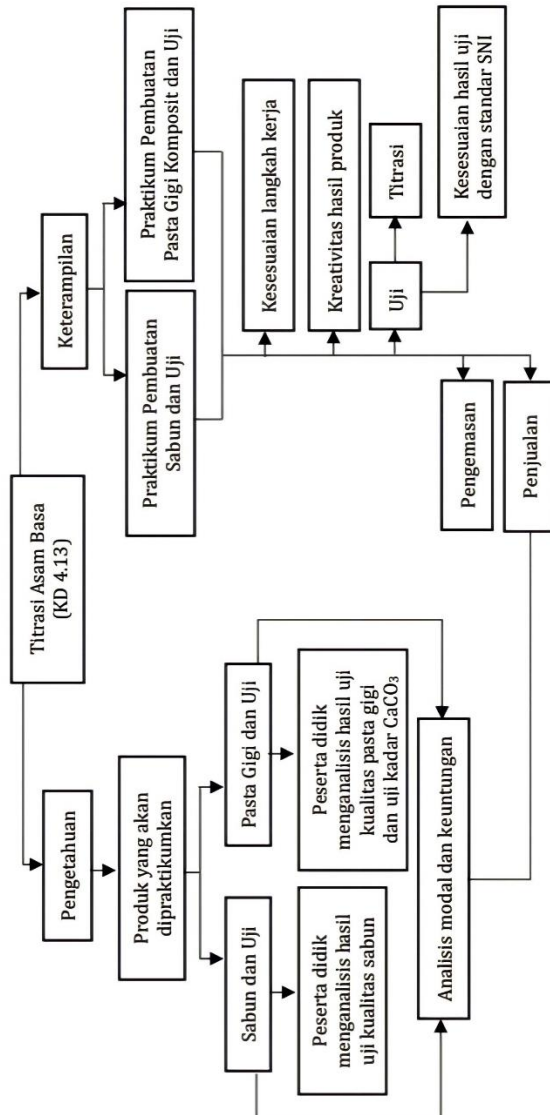 Titrasi Asam Basa
(KD 4.13)
Pengetahuan
Keterampilan
Produk yang akan
dipraktikumkan
Praktikum Pembuatan
Sabun dan Uji
Praktikum Pembuatan
Pasta Gigi Komposit dan Uji
Sabun dan Uji
Pasta Gigi dan Uji
Kesesuaian langkah kerja
Peserta didik
menganalisis hasil
uji kualitas sabun
Peserta didik
menganalisis hasil uji
kualitas pasta gigi
dan uji kadar CaCO₃
Kreativitas hasil produk
Uji
Titrasi
Kesesuaian hasil uji
dengan standar SNI
Pengemasan
Analisis modal dan keuntungan
Penjualan